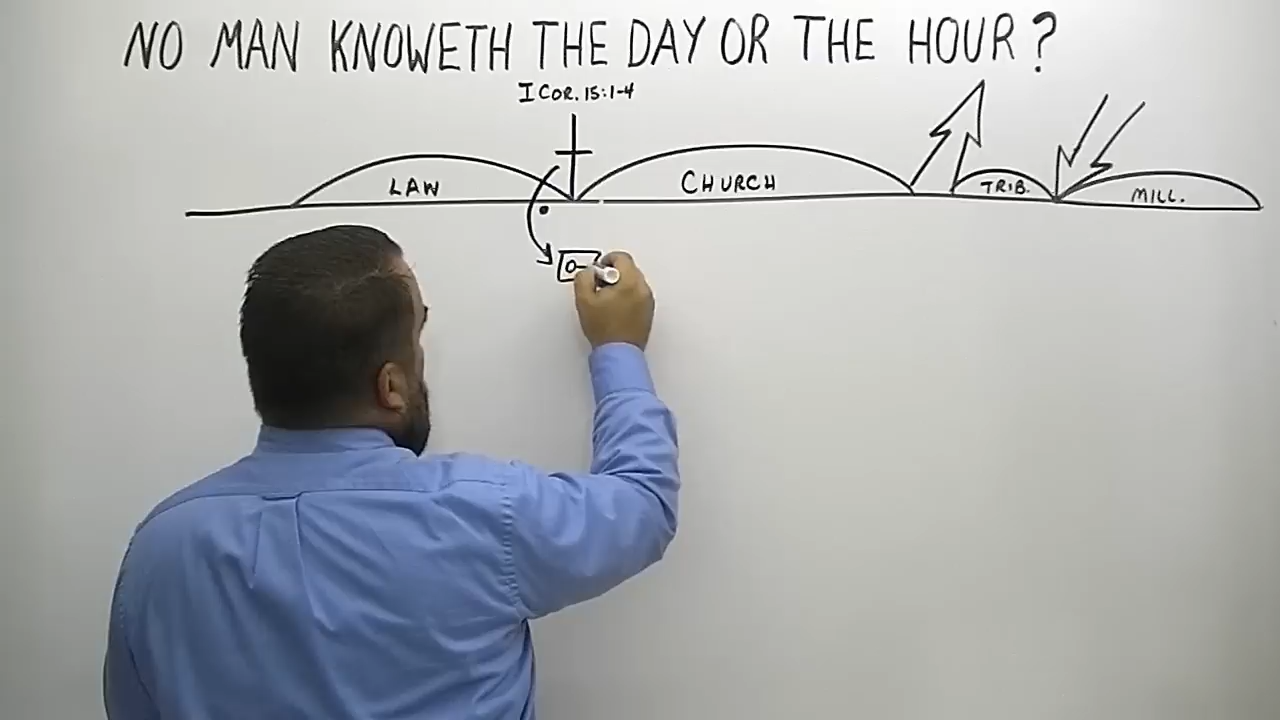 NO MAN KNOWETH THE DAY OR THE HOUR?
I COR. 15:1-4
LAW
CHURCH
TRIB.
MILL.